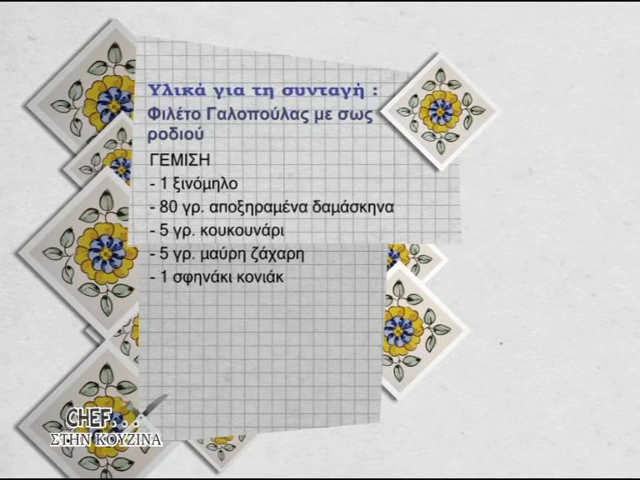 Υλικά για τη συνταγή :
Φιλέτο Γαλοπούλας με σως
ροδιού
ΓΕΜΙΣΗ
- 1 ξινόμηλο
- 80 γρ. αποξηραμένα δαμάσκηνα
- 5 γρ. κουκουνάρι
- 5 γρ. μαύρη ζάχαρη
- 1 σφηνάκι κονιάκ
CHEF...
ΣΤΗΝ ΚΟΥΖΙΝΑ